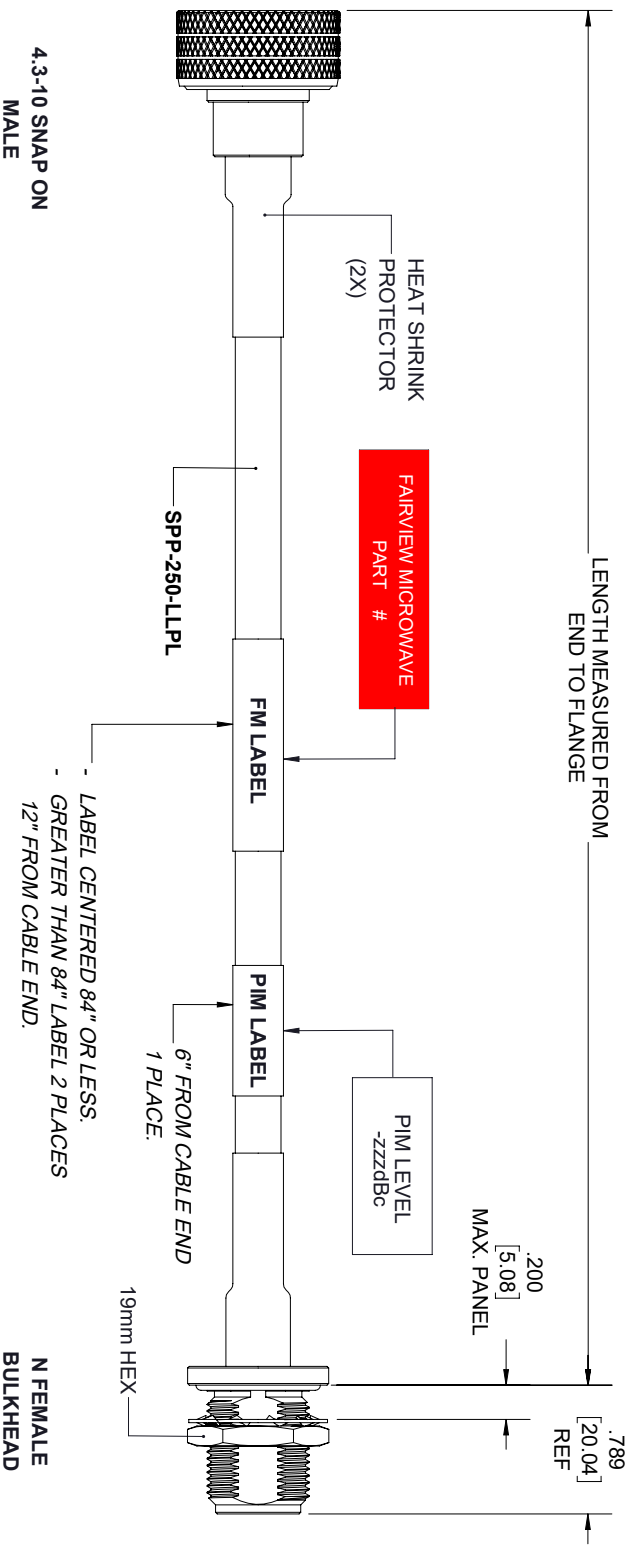 LENGTH MEASURED FROM
END TO FLANGE
.789
[20.04]
REF
.200
[5.08]
MAX. PANEL
HEAT SHRINK
PROTECTOR
(2X)
FAIRVIEW MICROWAVE
PART #
PIM LEVEL
-zzzdBc
FM LABEL
PIM LABEL
SPP-250-LLPL
6" FROM CABLE END
1 PLACE.
19mm HEX
- LABEL CENTERED 84" OR LESS.
- GREATER THAN 84" LABEL 2 PLACES
12" FROM CABLE END.
4.3-10 SNAP ON
MALE
N FEMALE
BULKHEAD